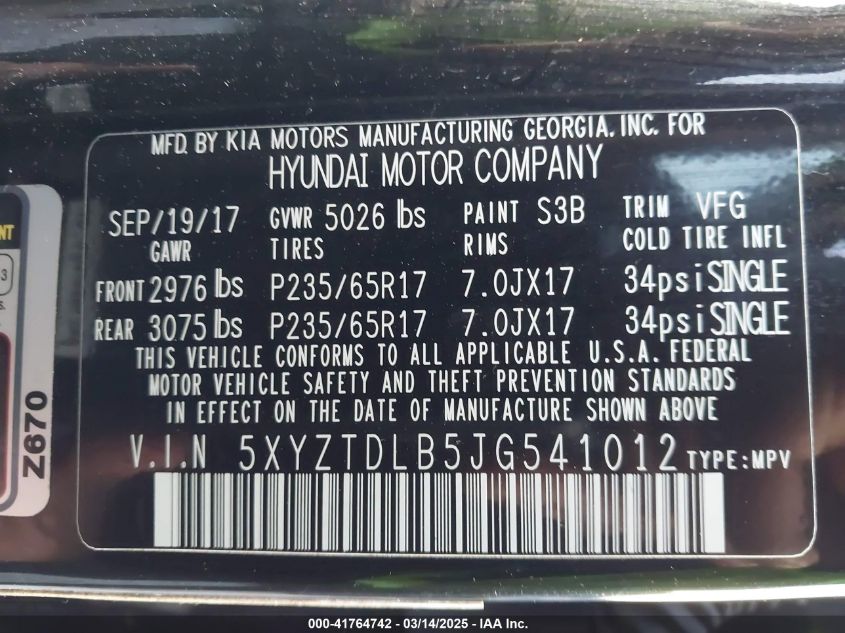 MFD. BY KIA MOTORS MANUFACTURING GEORGIA, INC. FOR
HYUNDAI MOTOR COMPANY
SEP/19/17 GVWR 5026 lbs PAINT S3B TRIM VFG
GAWR TIRES RIMS COLD TIRE INFL
FRONT 2976 lbs P235/65R17 7.0JX17 34psi SINGLE
REAR 3075 lbs P235/65R17 7.0JX17 34psi SINGLE
THIS VEHICLE CONFORMS TO ALL APPLICABLE U.S.A. FEDERAL
MOTOR VEHICLE SAFETY AND THEFT PREVENTION STANDARDS
IN EFFECT ON THE DATE OF MANUFACTURE SHOWN ABOVE
V.I.N 5XYZTDLB5JG541012 TYPE:MPV
NT
3
s.
Z670
000-41764742 - 03/14/2025 - IAA Inc.